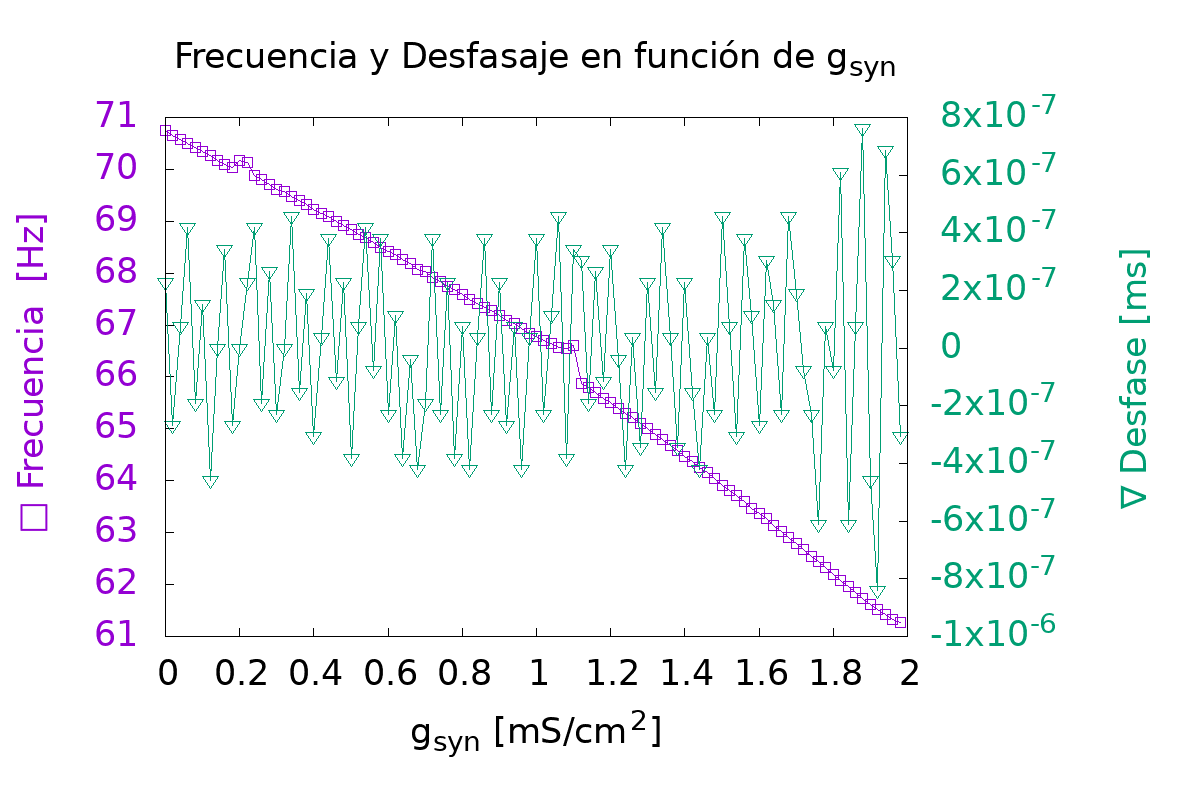 Frecuencia y Desfasaje en función de gsyn
71
70
69
68
67
66
65
64
63
62
61
□ Frecuencia [Hz]
8x10-7
6x10-7
4x10-7
2x10-7
0
-2x10-7
-4x10-7
-6x10-7
-8x10-7
-1x10-6
∇ Desfase [ms]
0 0.2 0.4 0.6 0.8 1 1.2 1.4 1.6 1.8 2
gsyn [mS/cm2]